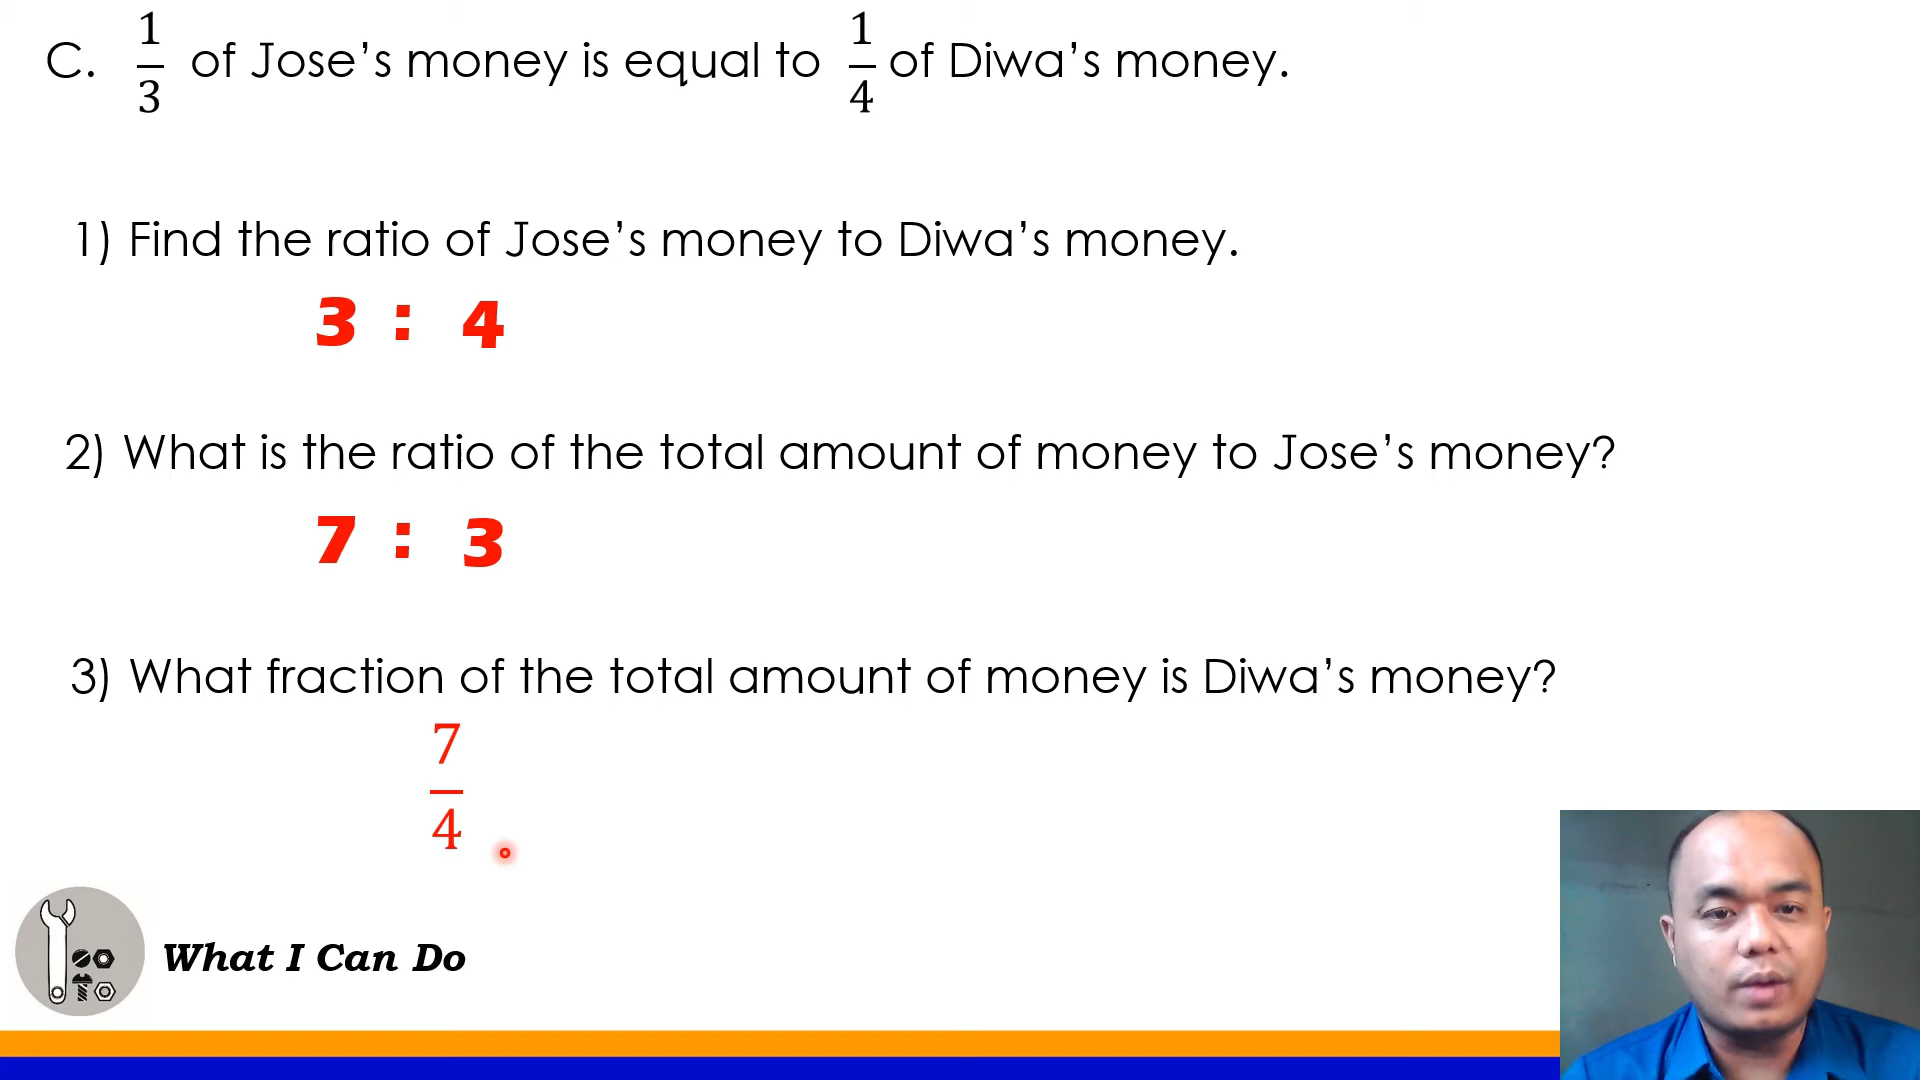 C. 1/3 of Jose’s money is equal to 1/4 of Diwa’s money.
1) Find the ratio of Jose’s money to Diwa’s money.
3 : 4
2) What is the ratio of the total amount of money to Jose’s money?
7 : 3
3) What fraction of the total amount of money is Diwa’s money?
7/4
What I Can Do